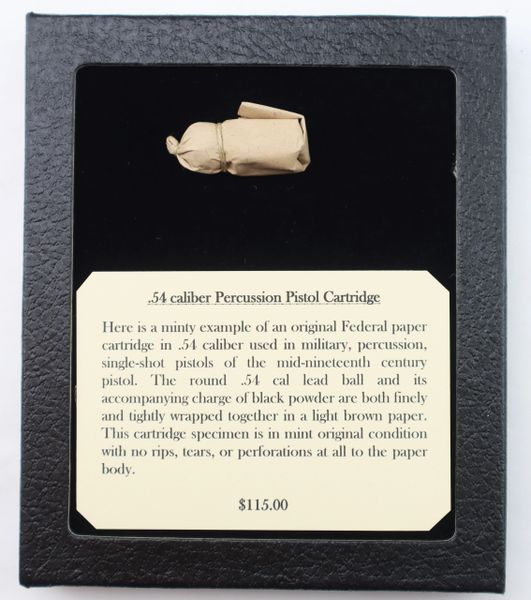 .54 caliber Percussion Pistol Cartridge
Here is a minty example of an original Federal paper
cartridge in .54 caliber used in military, percussion,
single-shot pistols of the mid-nineteenth century
pistol. The round .54 cal lead ball and its
accompanying charge of black powder are both finely
and tightly wrapped together in a light brown paper.
This cartridge specimen is in mint original condition
with no rips, tears, or perforations at all to the paper
body.
$115.00